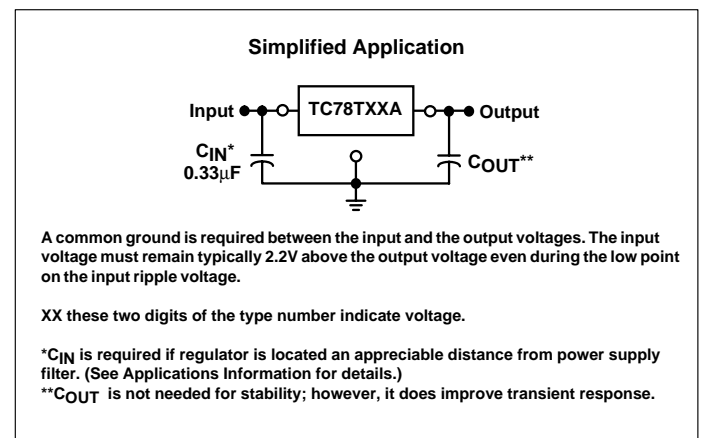 Simplified Application
Input
TC78TXXA
Output
CIN*
0.33μF
COUT**
A common ground is required between the input and the output voltages. The input
voltage must remain typically 2.2V above the output voltage even during the low point
on the input ripple voltage.
XX these two digits of the type number indicate voltage.
*CIN is required if regulator is located an appreciable distance from power supply
filter. (See Applications Information for details.)
**COUT is not needed for stability; however, it does improve transient response.